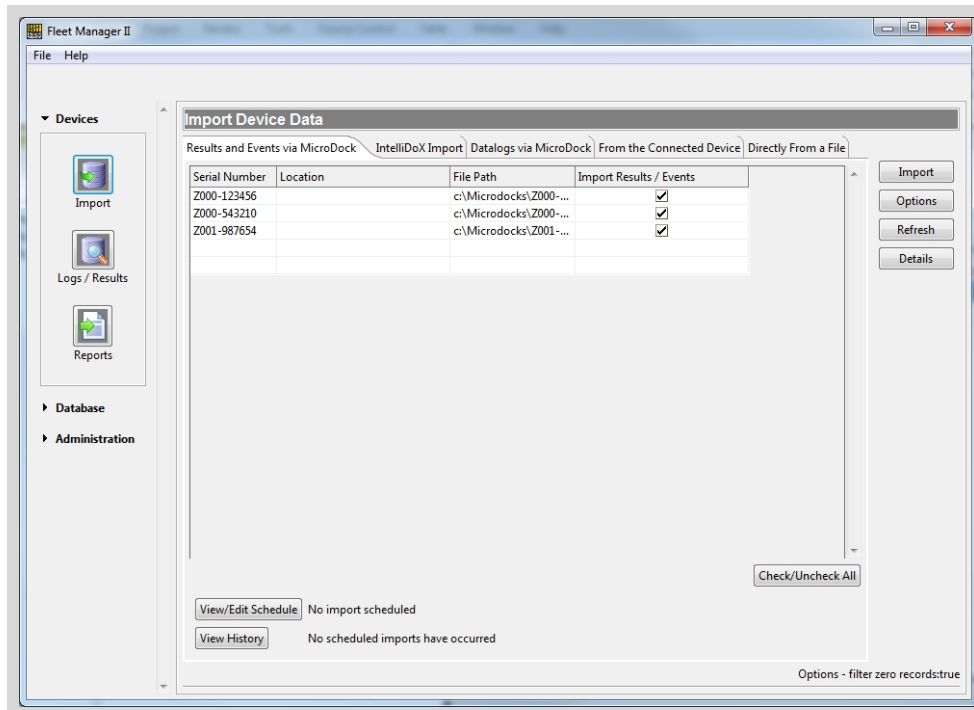 Fleet Manager II
File Help
Devices
Import
Logs / Results
Reports
Database
Administration
Import Device Data
Results and Events via MicroDock IntelliDoX Import Datalogs via MicroDock From the Connected Device Directly From a File
Serial Number Location File Path Import Results / Events
Z000-123456 c:\Microdocks\Z000-...
Z000-543210 c:\Microdocks\Z000-...
Z001-987654 c:\Microdocks\Z001-...
Import
Options
Refresh
Details
Check/Uncheck All
View/Edit Schedule No import scheduled
View History No scheduled imports have occurred
Options - filter zero records:true